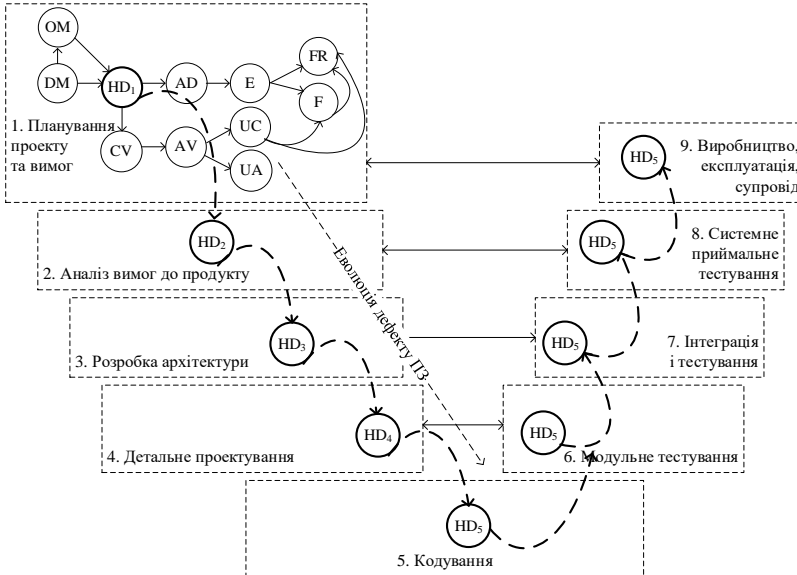 OM
FR
DM
HD₁
AD
E
F
1. Планування
проекту
та вимог
UC
CV
AV
UA
HD₅
9. Виробництво,
експлуатація,
супровід
HD₂
2. Аналіз вимог до продукту
Еволюція дефекту ПЗ
HD₅
8. Системне
приймальне
тестування
HD₃
3. Розробка архітектури
HD₅
7. Інтеграція
і тестування
HD₄
4. Детальне проектування
HD₅
6. Модульне тестування
HD₅
5. Кодування